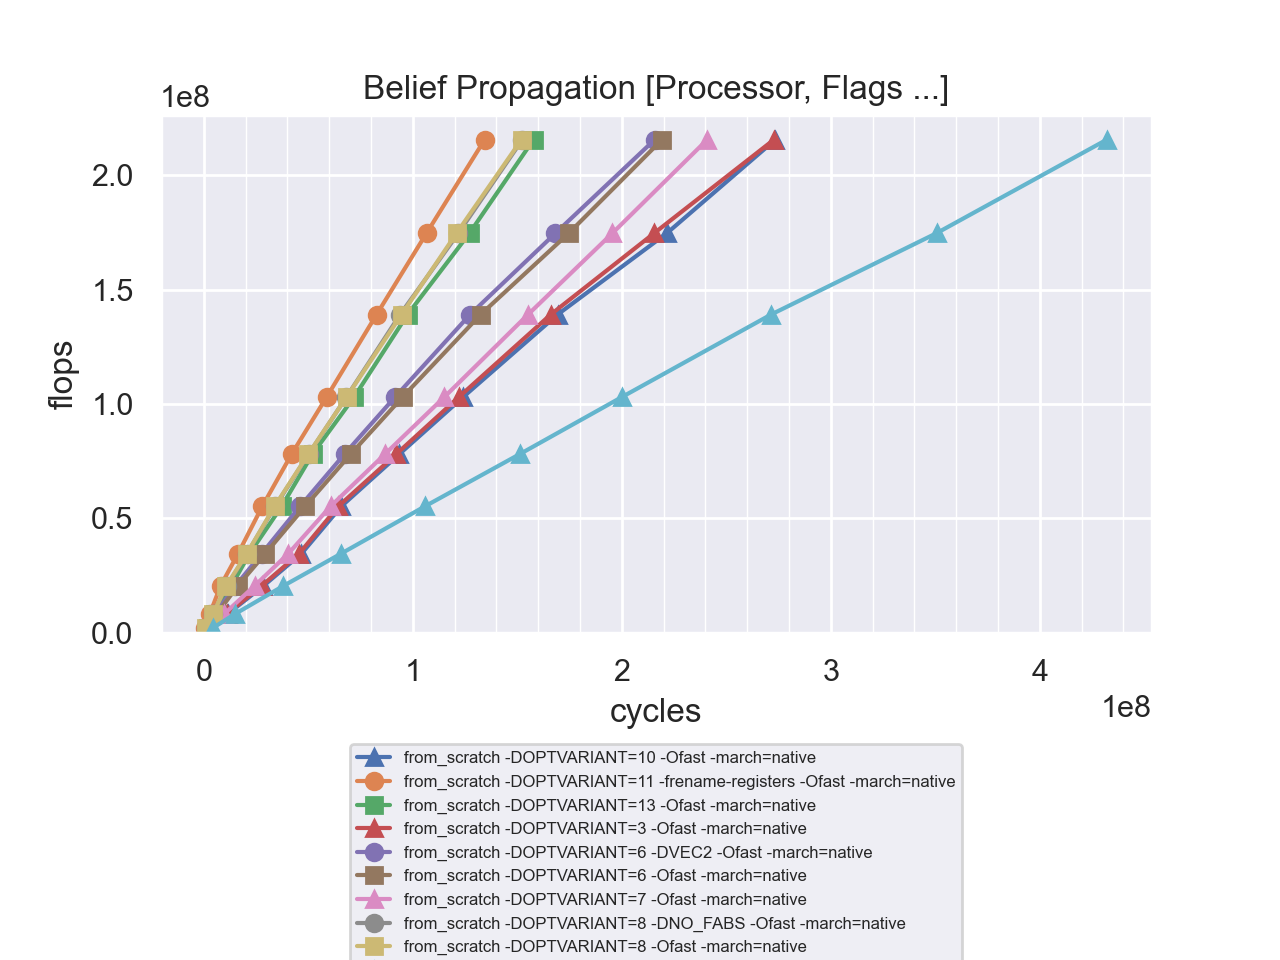 Belief Propagation [Processor, Flags ...]
1e8
2.0
1.5
1.0
0.5
0.0
flops
0 1 2 3 4
1e8
cycles
from_scratch -DOPTVARIANT=10 -Ofast -march=native
from_scratch -DOPTVARIANT=11 -frename-registers -Ofast -march=native
from_scratch -DOPTVARIANT=13 -Ofast -march=native
from_scratch -DOPTVARIANT=3 -Ofast -march=native
from_scratch -DOPTVARIANT=6 -DVEC2 -Ofast -march=native
from_scratch -DOPTVARIANT=6 -Ofast -march=native
from_scratch -DOPTVARIANT=7 -Ofast -march=native
from_scratch -DOPTVARIANT=8 -DNO_FABS -Ofast -march=native
from_scratch -DOPTVARIANT=8 -Ofast -march=native